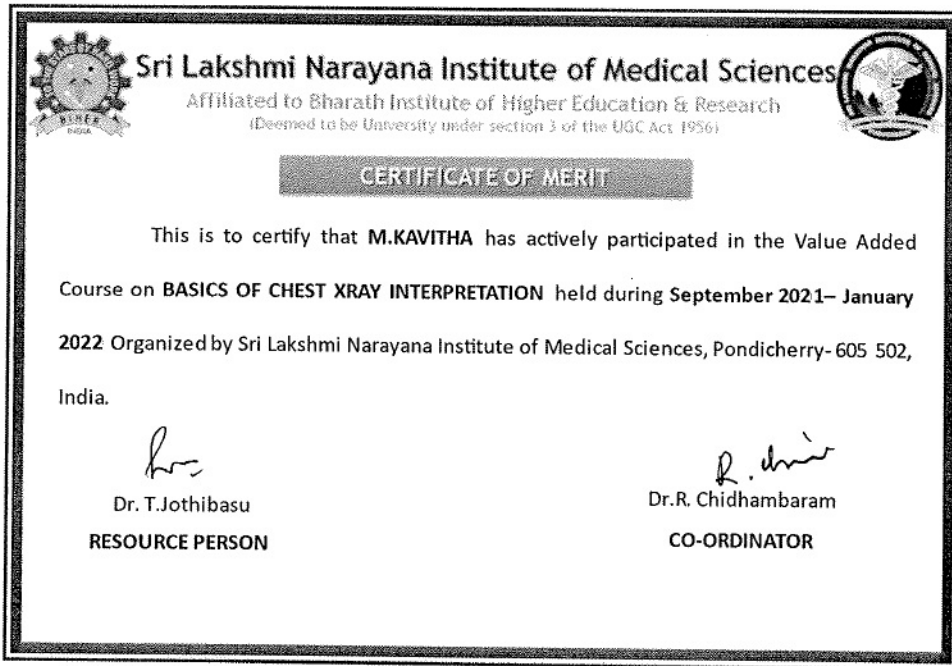 Sri Lakshmi Narayana Institute of Medical Sciences
Affiliated to Bharath Institute of Higher Education & Research
(Deemed to be University under section 3 of the UGC Act 1956)
BIHER
INDIA
CERTIFICATE OF MERIT
This is to certify that M.KAVITHA has actively participated in the Value Added
Course on BASICS OF CHEST XRAY INTERPRETATION held during September 2021– January
2022 Organized by Sri Lakshmi Narayana Institute of Medical Sciences, Pondicherry- 605 502,
India.
Dr. T.Jothibasu
Dr.R. Chidhambaram
RESOURCE PERSON
CO-ORDINATOR